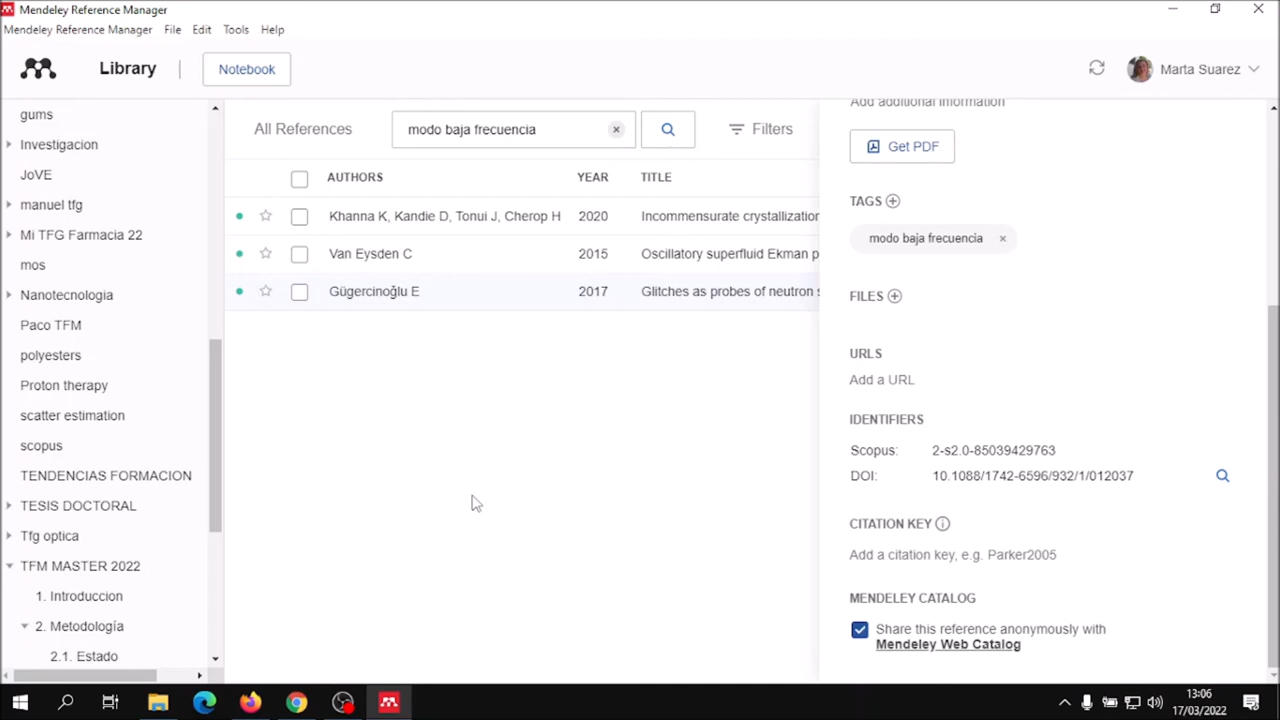 Mendeley Reference Manager
Mendeley Reference Manager File Edit Tools Help
Library Notebook Marta Suarez
gums
Investigacion
JoVE
manuel tfg
Mi TFG Farmacia 22
mos
Nanotecnologia
Paco TFM
polyesters
Proton therapy
scatter estimation
scopus
TENDENCIAS FORMACION
TESIS DOCTORAL
Tfg optica
TFM MASTER 2022
1. Introduccion
2. Metodología
2.1. Estado
All References modo baja frecuencia Filters
AUTHORS YEAR TITLE
Khanna K, Kandie D, Tonui J, Cherop H 2020 Incommensurate crystallization
Van Eysden C 2015 Oscillatory superfluid Ekman p
Gügercinoğlu E 2017 Glitches as probes of neutron s
Add additional information
Get PDF
TAGS
modo baja frecuencia ×
FILES
URLS
Add a URL
IDENTIFIERS
Scopus: 2-s2.0-85039429763
DOI: 10.1088/1742-6596/932/1/012037
CITATION KEY
Add a citation key, e.g. Parker2005
MENDELEY CATALOG
Share this reference anonymously with
Mendeley Web Catalog
13:06
17/03/2022